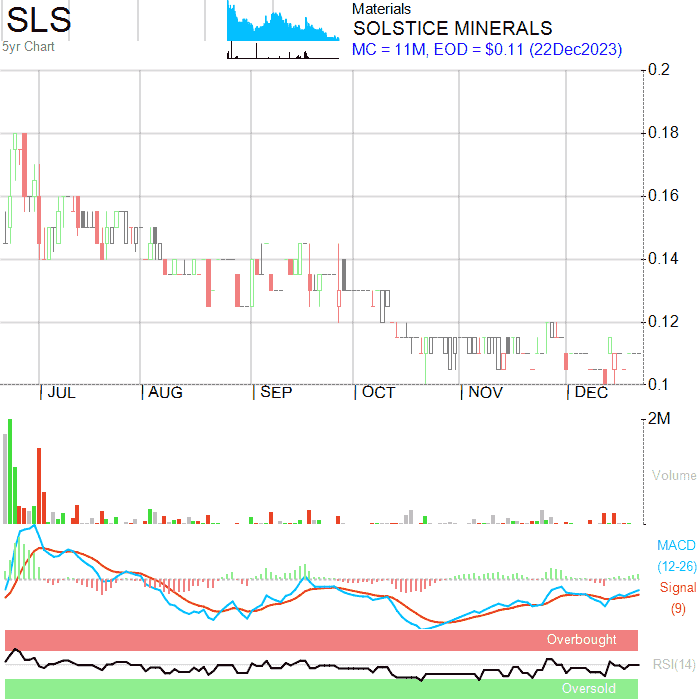 SLS
5yr Chart
Materials
SOLSTICE MINERALS
MC = 11M, EOD = $0.11 (22Dec2023)
0.2
0.18
0.16
0.14
0.12
0.1
JUL AUG SEP OCT NOV DEC
2M
Volume
MACD
(12-26)
Signal
(9)
Overbought
RSI(14)
Oversold